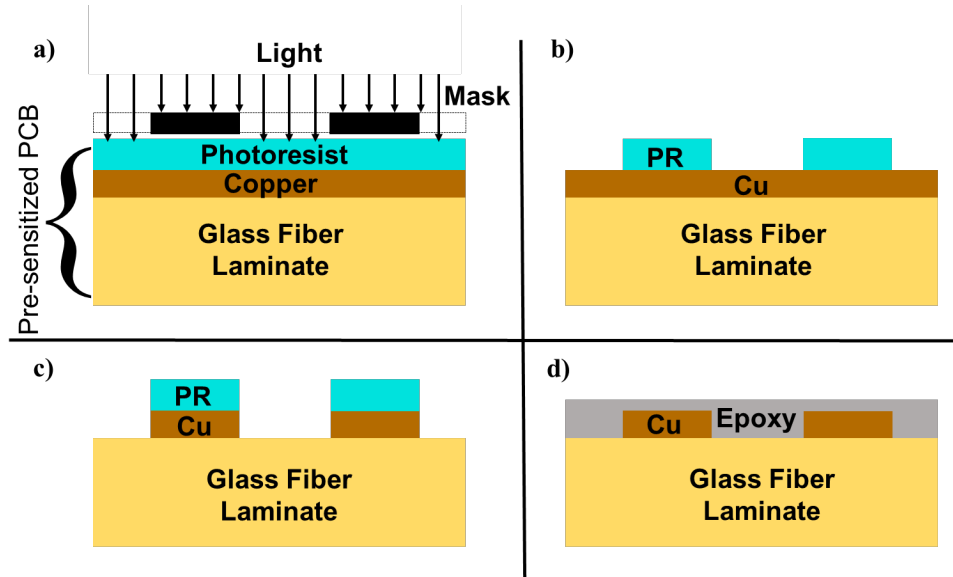 a)
Light
Mask
Pre-sensitized PCB
Photoresist
Copper
Glass Fiber
Laminate
b)
PR
Cu
Glass Fiber
Laminate
c)
PR
Cu
Glass Fiber
Laminate
d)
Cu
Epoxy
Glass Fiber
Laminate